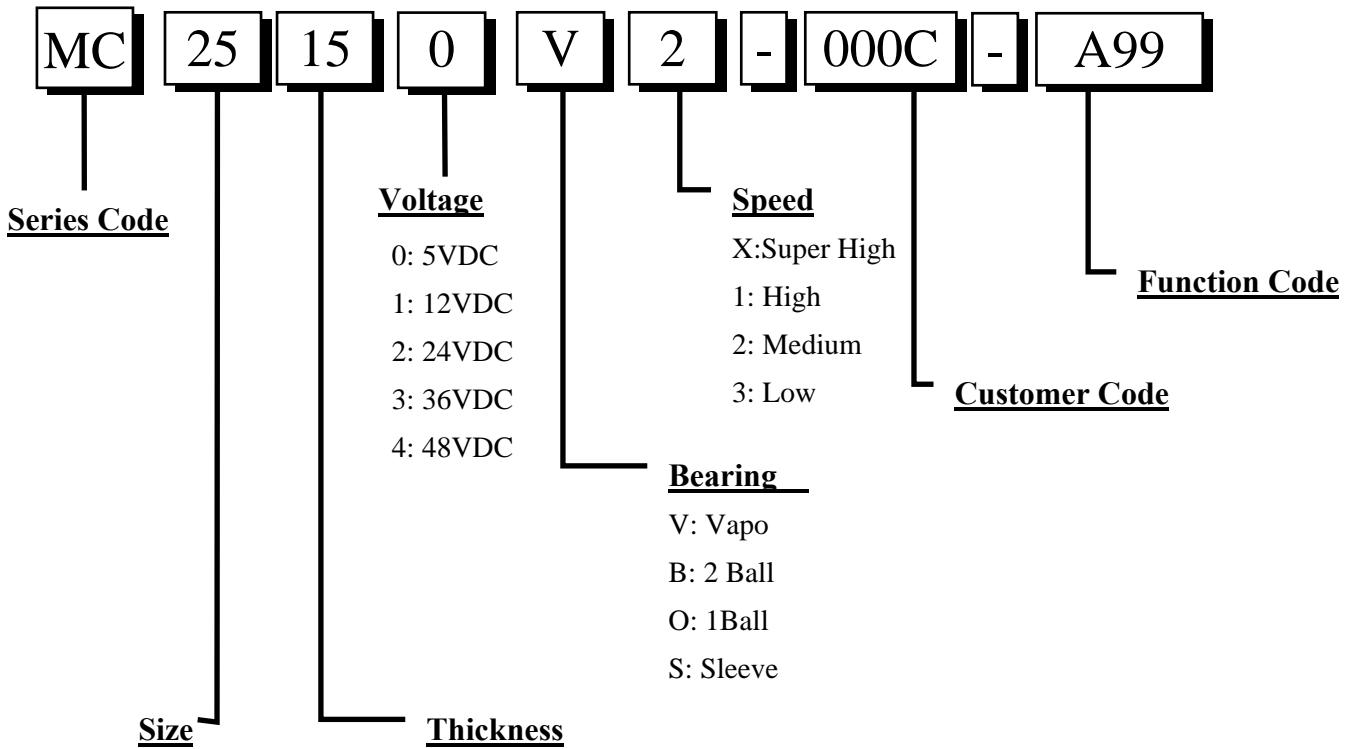 MC 25 15 0 V 2 - 000C - A99
Series Code
Voltage
0: 5VDC
1: 12VDC
2: 24VDC
3: 36VDC
4: 48VDC
Speed
X:Super High
1: High
2: Medium
3: Low
Function Code
Customer Code
Bearing
V: Vapo
B: 2 Ball
O: 1Ball
S: Sleeve
Size
Thickness